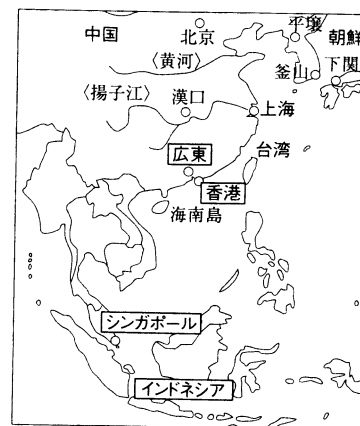 平壌
中国
北京
朝鮮
〈黄河〉
釜山
下関
〈揚子江〉
漢口
上海
広東
台湾
香港
海南島
シンガポール
インドネシア